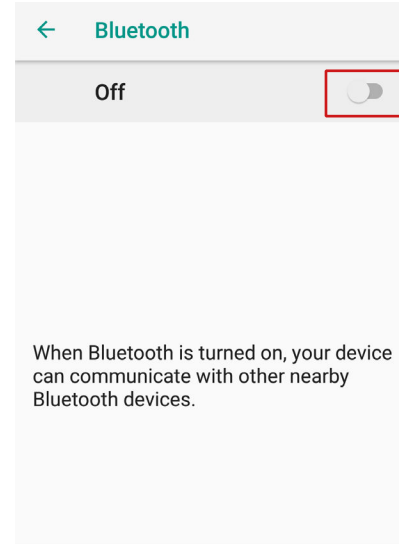 Bluetooth
Off
When Bluetooth is turned on, your device
can communicate with other nearby
Bluetooth devices.